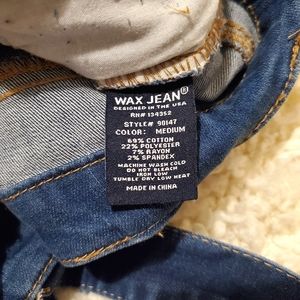 WAX JEAN®
DESIGNED IN THE USA
RN# 134352
STYLE# 90147
COLOR: MEDIUM
69% COTTON
22% POLYESTER
7% RAYON
2% SPANDEX
MACHINE WASH COLD
DO NOT BLEACH
IRON LOW
TUMBLE DRY LOW HEAT
MADE IN CHINA